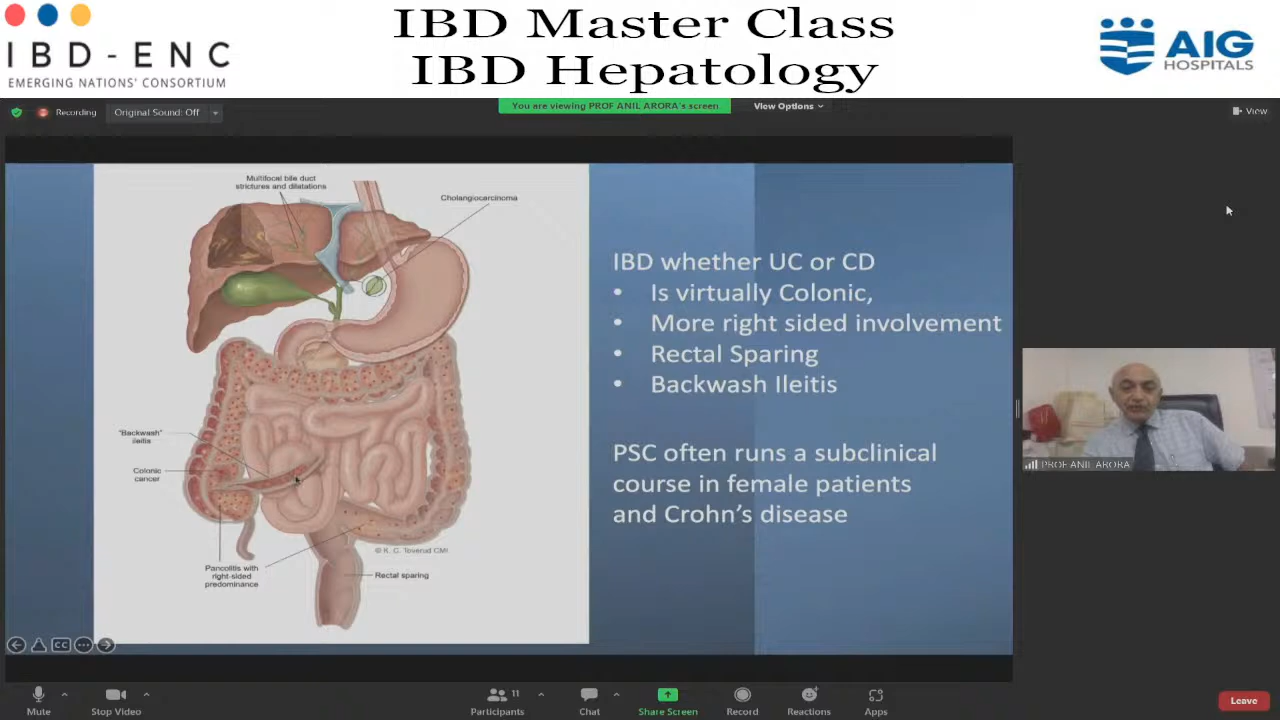 IBD-ENC
EMERGING NATIONS' CONSORTIUM
IBD Master Class
IBD Hepatology
AIG
HOSPITALS
Recording
Original Sound: Off
You are viewing PROF ANIL ARORA's screen
View Options
View
Multifocal bile duct
strictures and dilatations
Cholangiocarcinoma
"Backwash"
ileitis
Colonic
cancer
Pancolitis with
right-sided
predominance
© K. C. Toverud CMI
Rectal sparing
IBD whether UC or CD
• Is virtually Colonic,
• More right sided involvement
• Rectal Sparing
• Backwash Ileitis
PSC often runs a subclinical
course in female patients
and Crohn's disease
PROF ANIL ARORA
CC
Mute
Stop Video
11
Participants
Chat
Share Screen
Record
Reactions
Apps
Leave